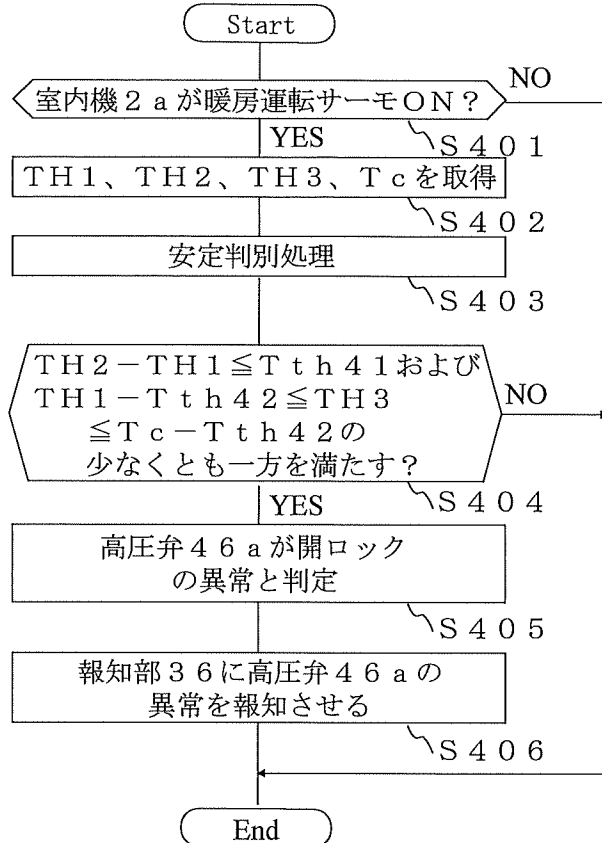 Start
室内機２ａが暖房運転サーモＯＮ？
NO
Ｓ４０１
YES
ＴＨ１、ＴＨ２、ＴＨ３、Ｔｃを取得
Ｓ４０２
安定判別処理
Ｓ４０３
ＴＨ２－ＴＨ１≦Ｔｔｈ４１および
ＴＨ１－Ｔｔｈ４２≦ＴＨ３
≦Ｔｃ－Ｔｔｈ４２の
少なくとも一方を満たす？
NO
Ｓ４０４
YES
高圧弁４６ａが開ロック
の異常と判定
Ｓ４０５
報知部３６に高圧弁４６ａの
異常を報知させる
Ｓ４０６
End